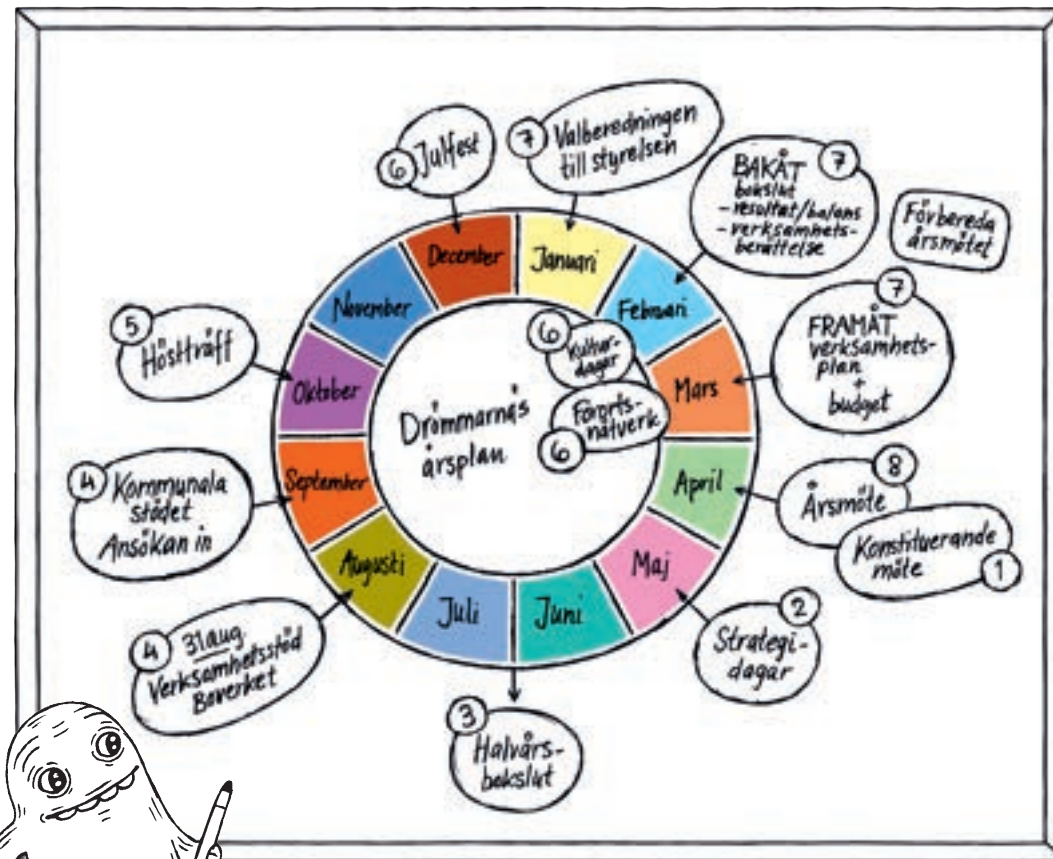 6
Julfest
7
Valberedningen
till styrelsen
7
BAKÅT
bokslut
- resultat/balans
- verksamhets-
berättelse
Förbereda
årsmötet
7
FRAMÅT
verksamhets-
plan
+
budget
8
Årsmöte
Konstituerande
möte
1
2
Strategi-
dagar
3
Halvårs-
bokslut
4
31 aug.
Verksamhetsstöd
Boverket
4
Kommunala
stödet
Ansökan in
5
Höstträff
Januari
Februari
Mars
April
Maj
Juni
Juli
Augusti
September
Oktober
November
December
Drömmarnas
årsplan
6
Kultur-
dagar
Förorts-
nätverk
6